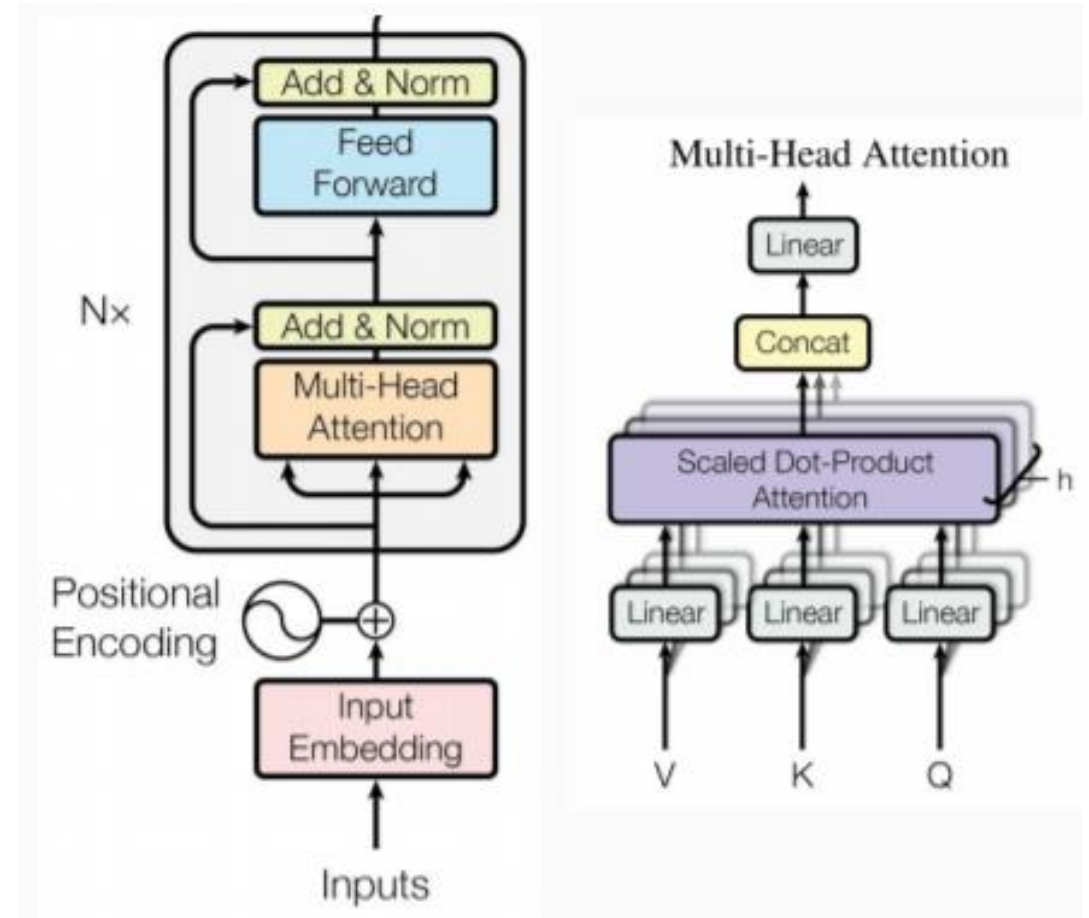 Add & Norm
Feed
Forward
N×
Add & Norm
Multi-Head
Attention
Positional
Encoding
Input
Embedding
Inputs
Multi-Head Attention
Linear
Concat
Scaled Dot-Product
Attention
h
Linear
Linear
Linear
V
K
Q